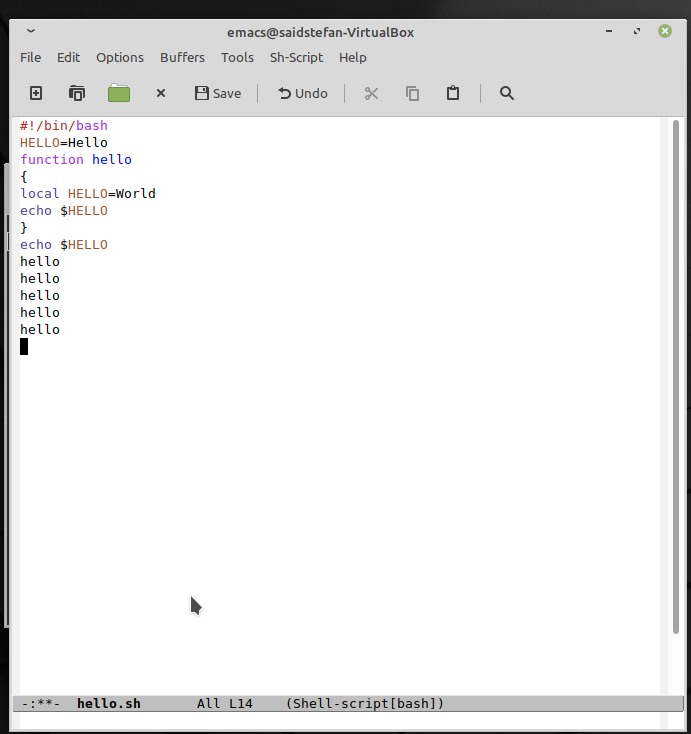 emacs@saidstefan-VirtualBox
File Edit Options Buffers Tools Sh-Script Help
Save Undo
#!/bin/bash
HELLO=Hello
function hello
{
local HELLO=World
echo $HELLO
}
echo $HELLO
hello
hello
hello
hello
hello
-:**- hello.sh All L14 (Shell-script[bash])